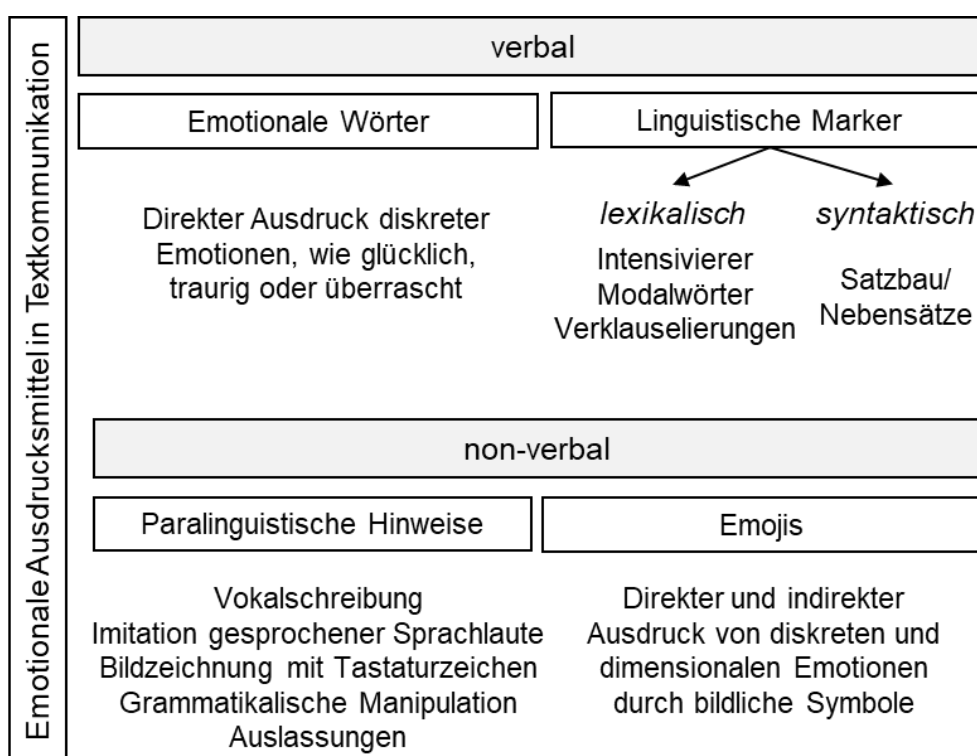 Emotionale Ausdrucksmittel in Textkommunikation
verbal
Emotionale Wörter
Direkter Ausdruck diskreter
Emotionen, wie glücklich,
traurig oder überrascht
Linguistische Marker
lexikalisch
Intensivierer
Modalwörter
Verklauselierungen
syntaktisch
Satzbau/
Nebensätze
non-verbal
Paralinguistische Hinweise
Vokalschreibung
Imitation gesprochener Sprachlaute
Bildzeichnung mit Tastaturzeichen
Grammatikalische Manipulation
Auslassungen
Emojis
Direkter und indirekter
Ausdruck von diskreten und
dimensionalen Emotionen
durch bildliche Symbole